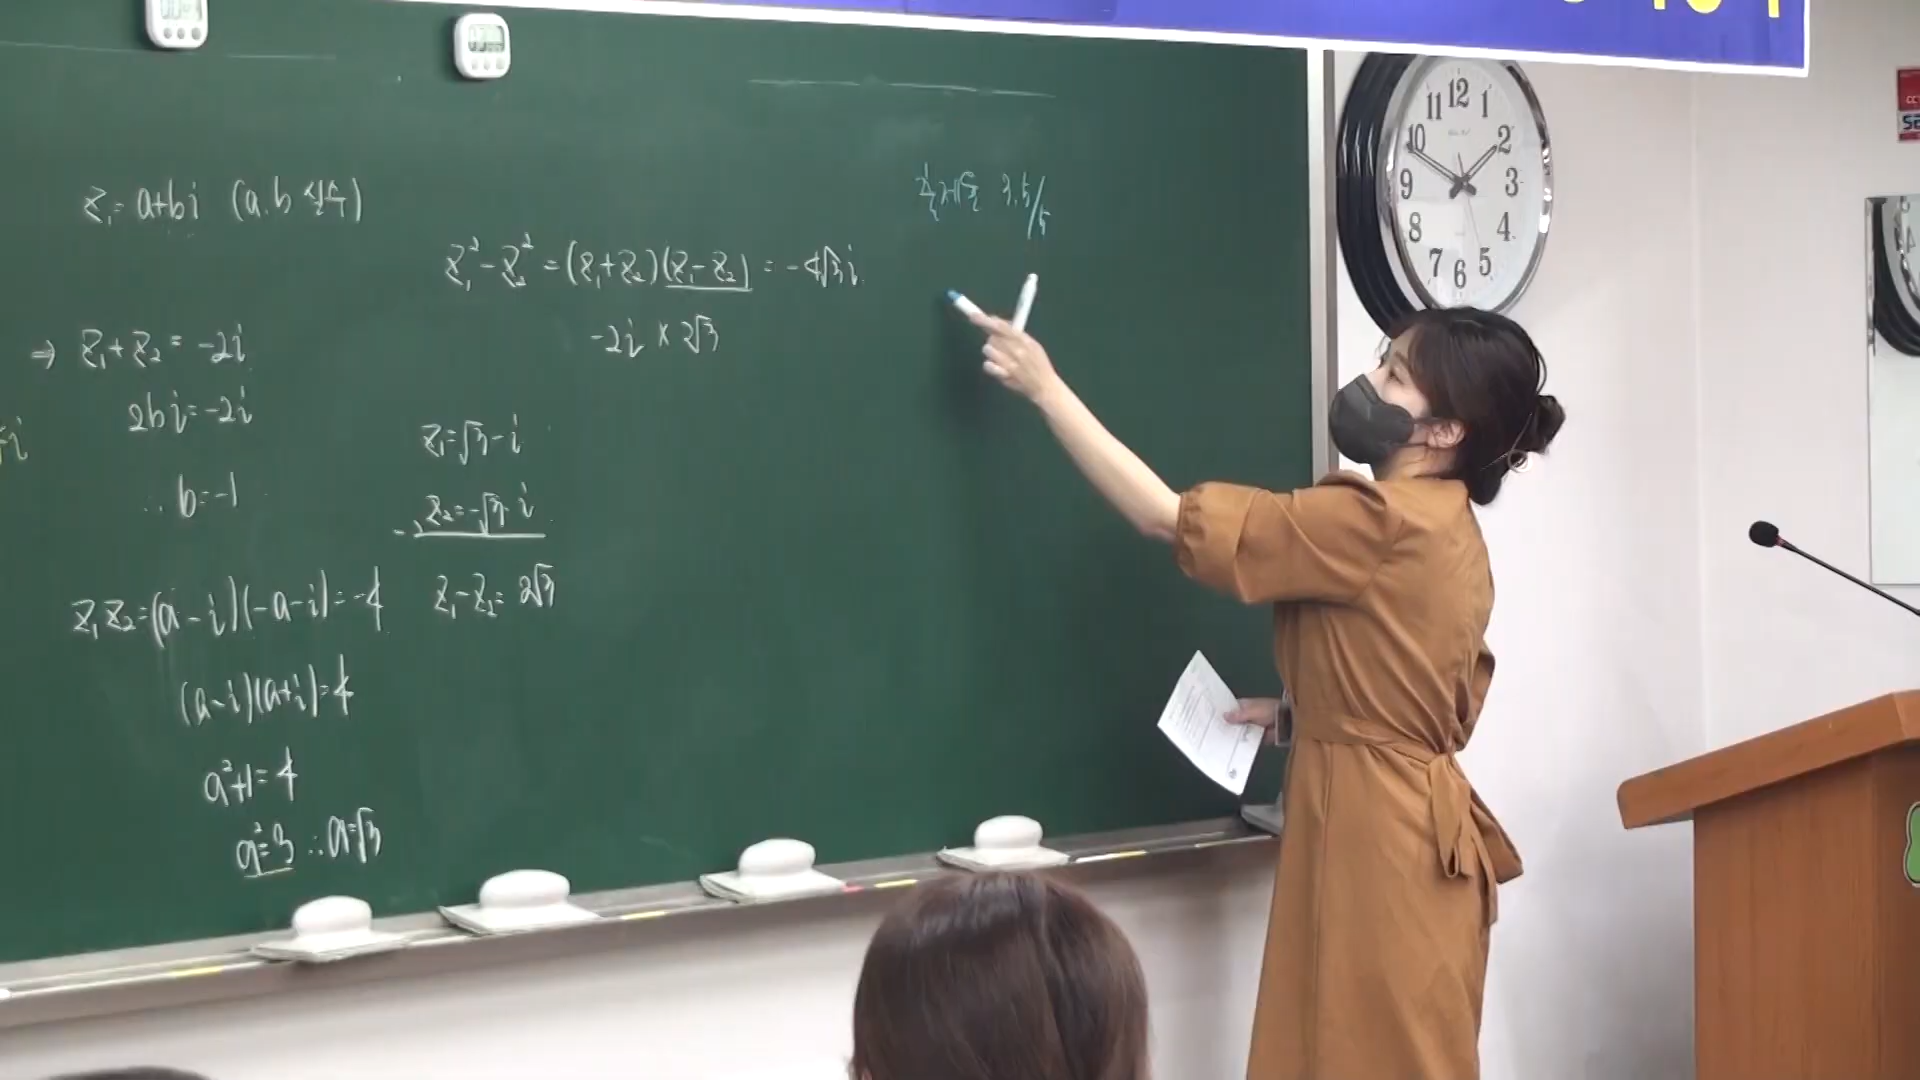 z₁=a+bi (a.b 실수)
⇒ z₁+z₂=-2i
2bi=-2i
∴ b=-1
z₁z₂=(a-i)(-a-i)=-4
(a-i)(a+i)=4
a²+1=4
a²=3 ∴a=√3
z₁²-z₂²=(z₁+z₂)(z₁-z₂)=-4√3i
-2i×2√3
z₁=√3-i
-) z₂=-√3-i
z₁-z₂=2√3
12
1
2
3
4
5
6
7
8
9
10
11